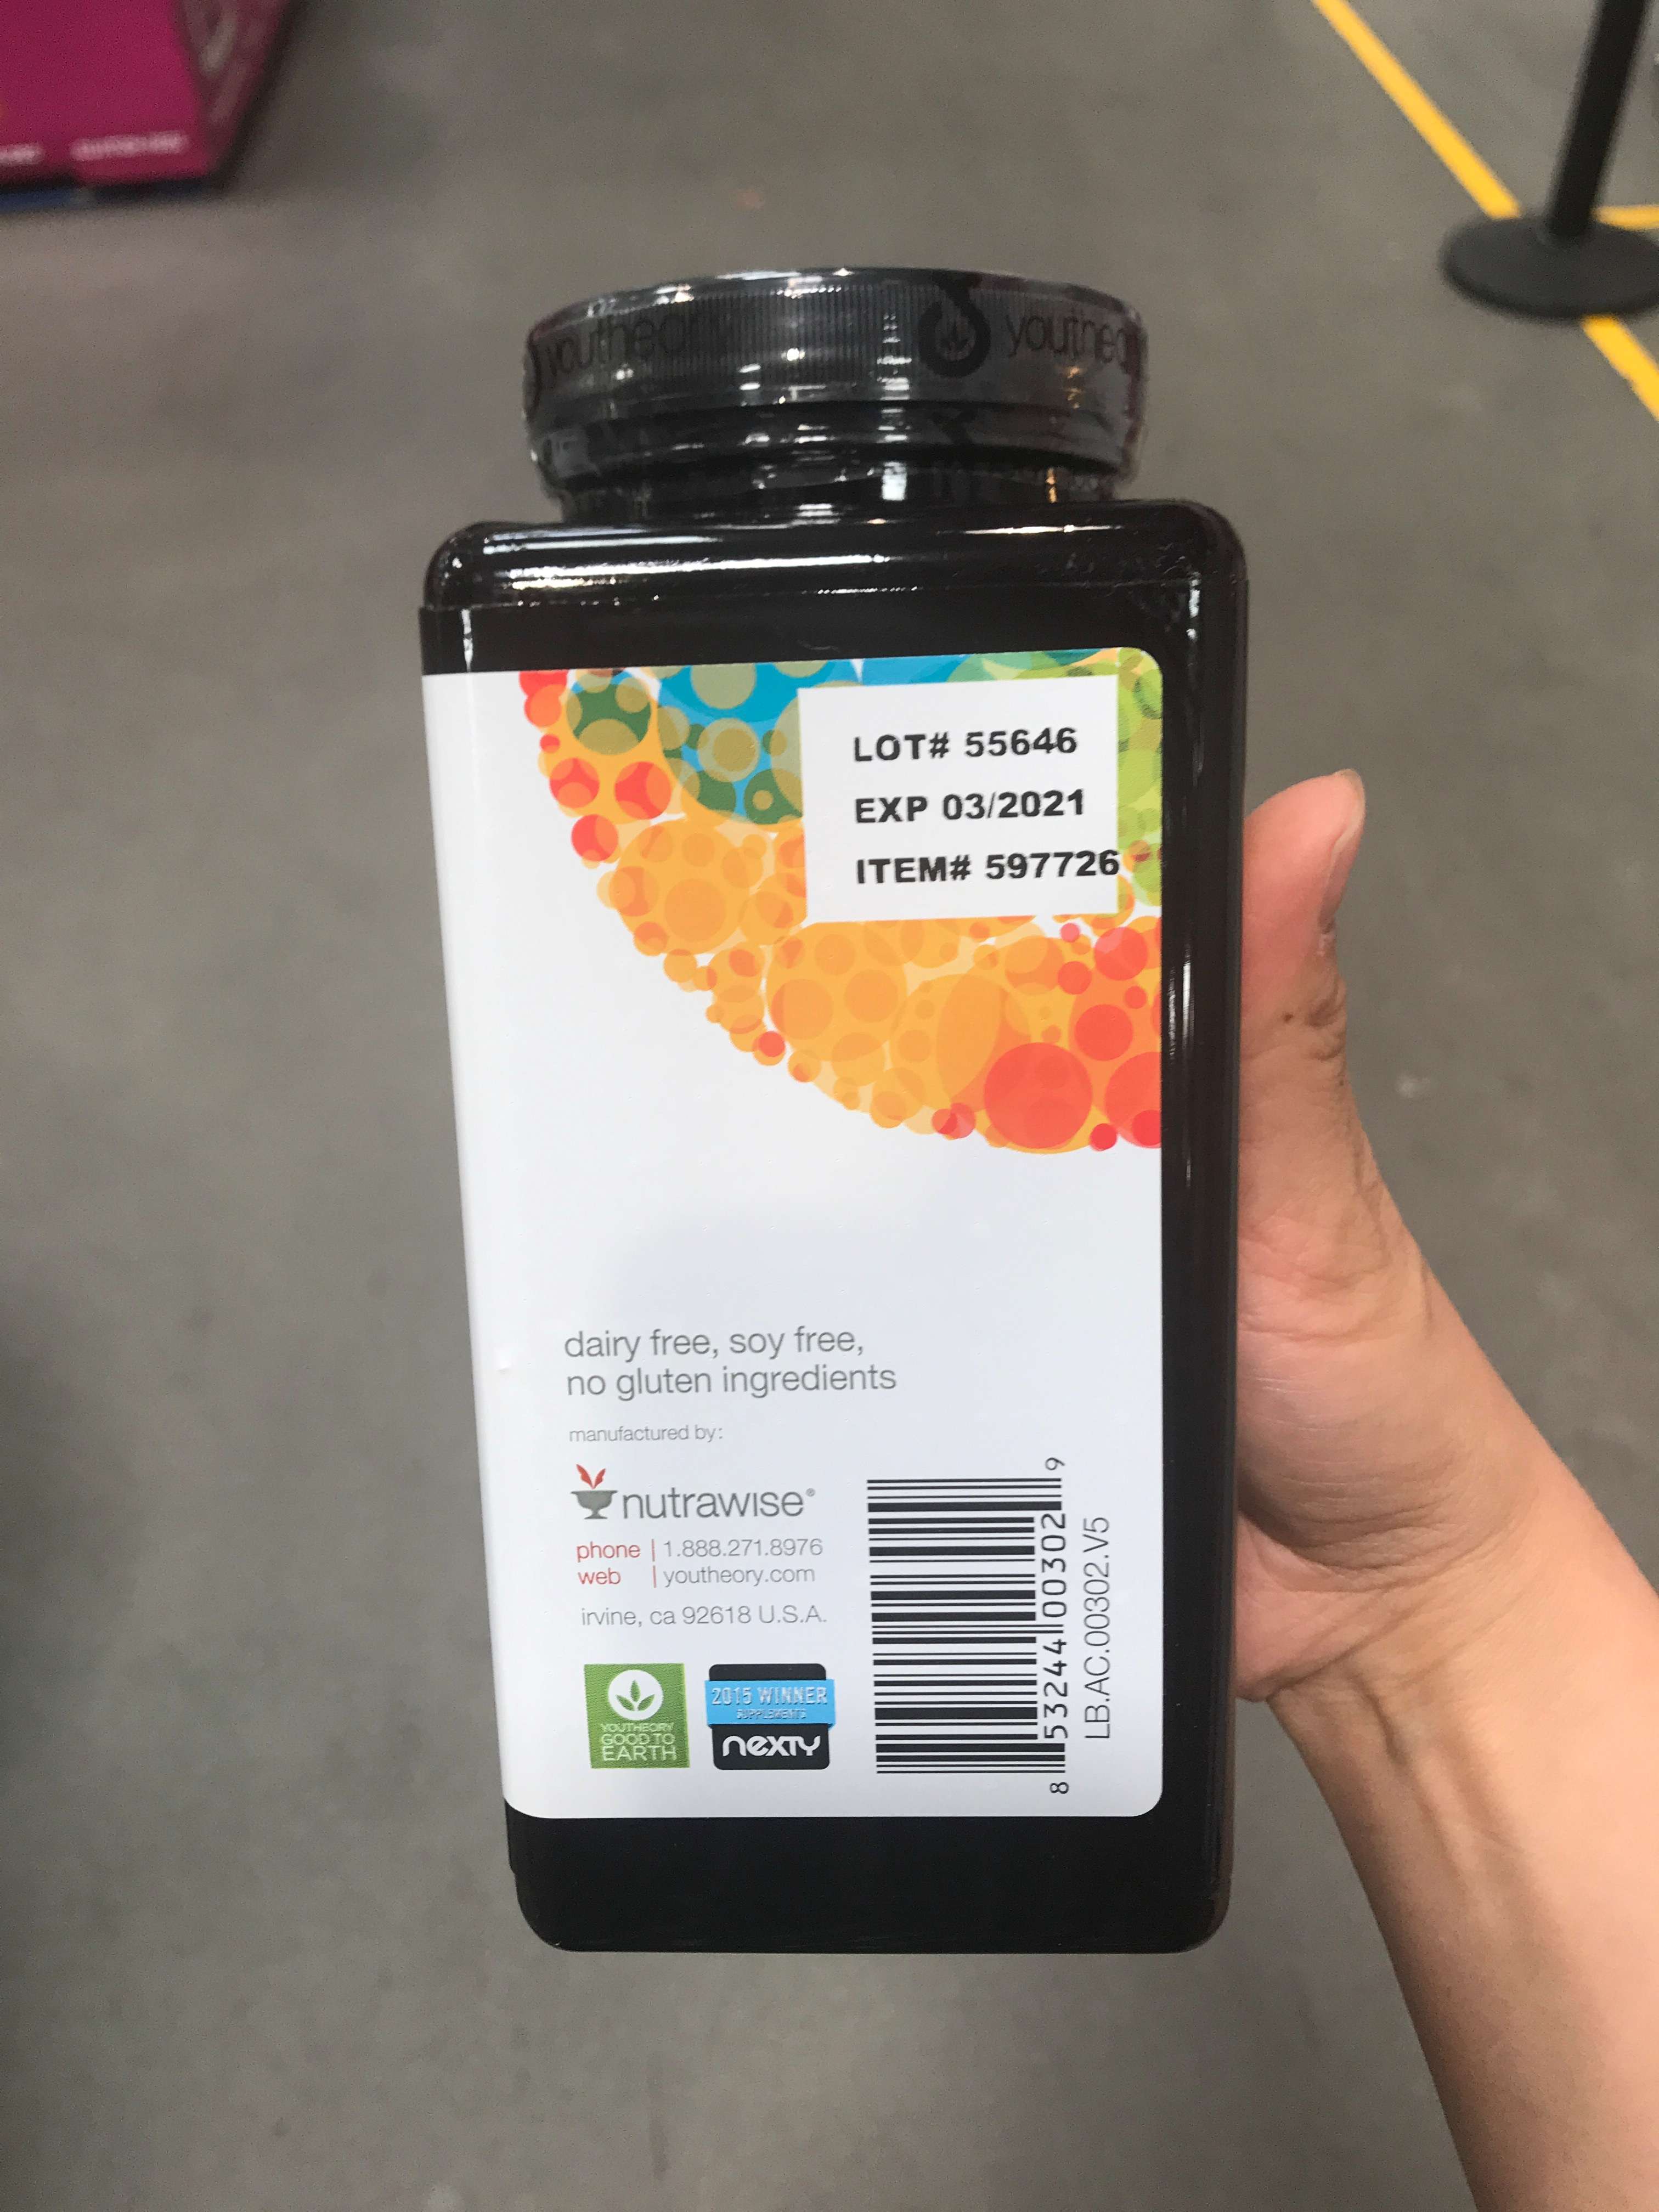 youtheory
youtheo
LOT# 55646
EXP 03/2021
ITEM# 597726
dairy free, soy free,
no gluten ingredients
manufactured by:
nutrawise®
phone | 1.888.271.8976
web | youtheory.com
irvine, ca 92618 U.S.A.
YOUTHEORY
GOOD TO
EARTH
2015 WINNER
SUPPLEMENTS
NEXTY
8 53244 00302 9
LB.AC.00302.V5